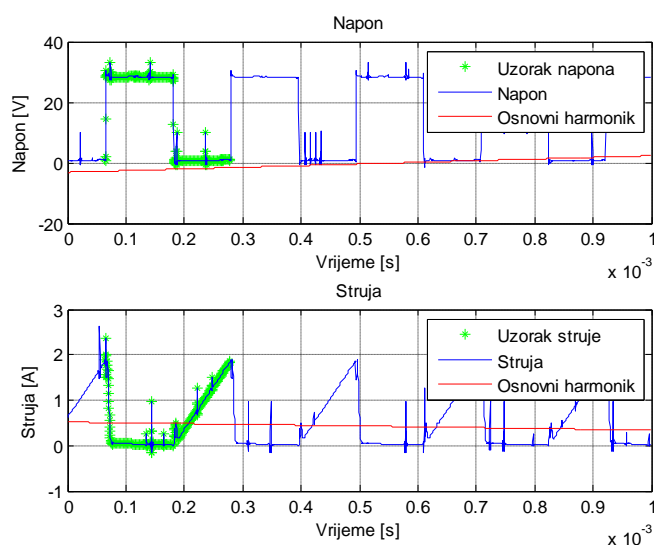 Napon
40
20
0
-20
Napon [V]
Uzorak napona
Napon
Osnovni harmonik
0 0.1 0.2 0.3 0.4 0.5 0.6 0.7 0.8 0.9 1
Vrijeme [s]
x 10⁻³
Struja
3
2
1
0
-1
Struja [A]
Uzorak struje
Struja
Osnovni harmonik
0 0.1 0.2 0.3 0.4 0.5 0.6 0.7 0.8 0.9 1
Vrijeme [s]
x 10⁻³